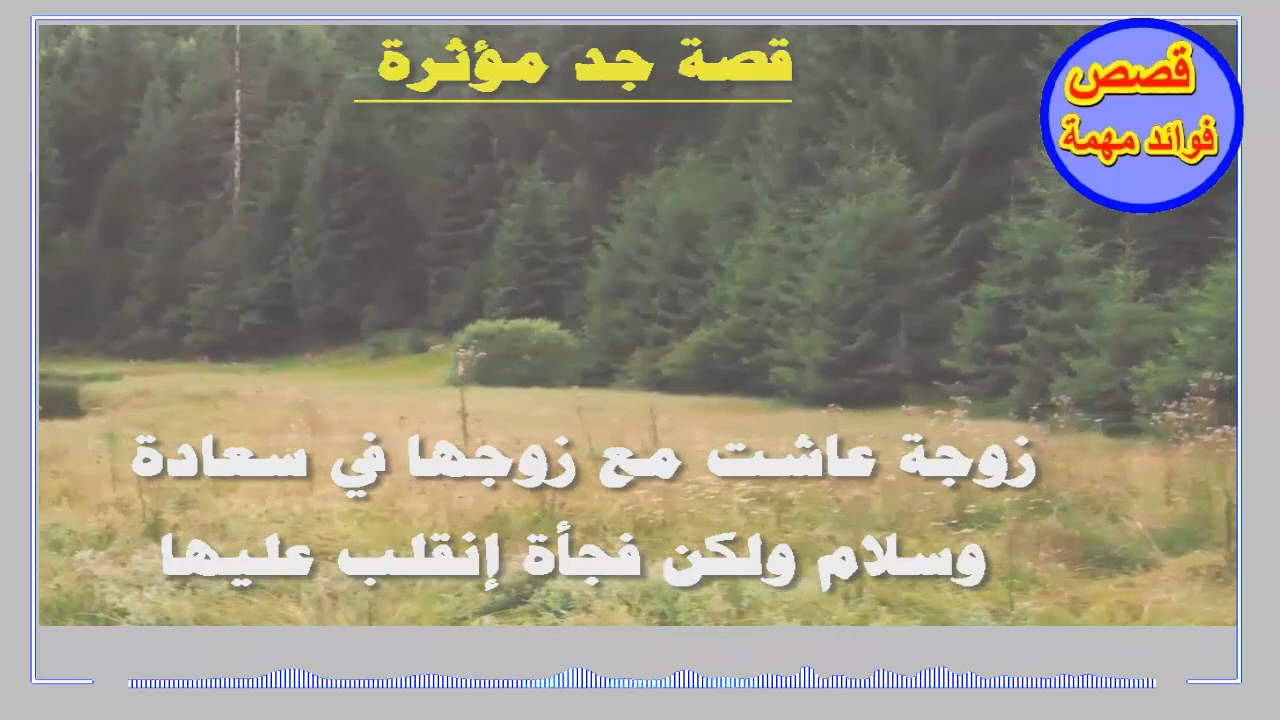 قصة جد مؤثرة
قصص
فوائد مهمة
زوجة عاشت مع زوجها في سعادة
وسلام ولكن فجأة إنقلب عليها